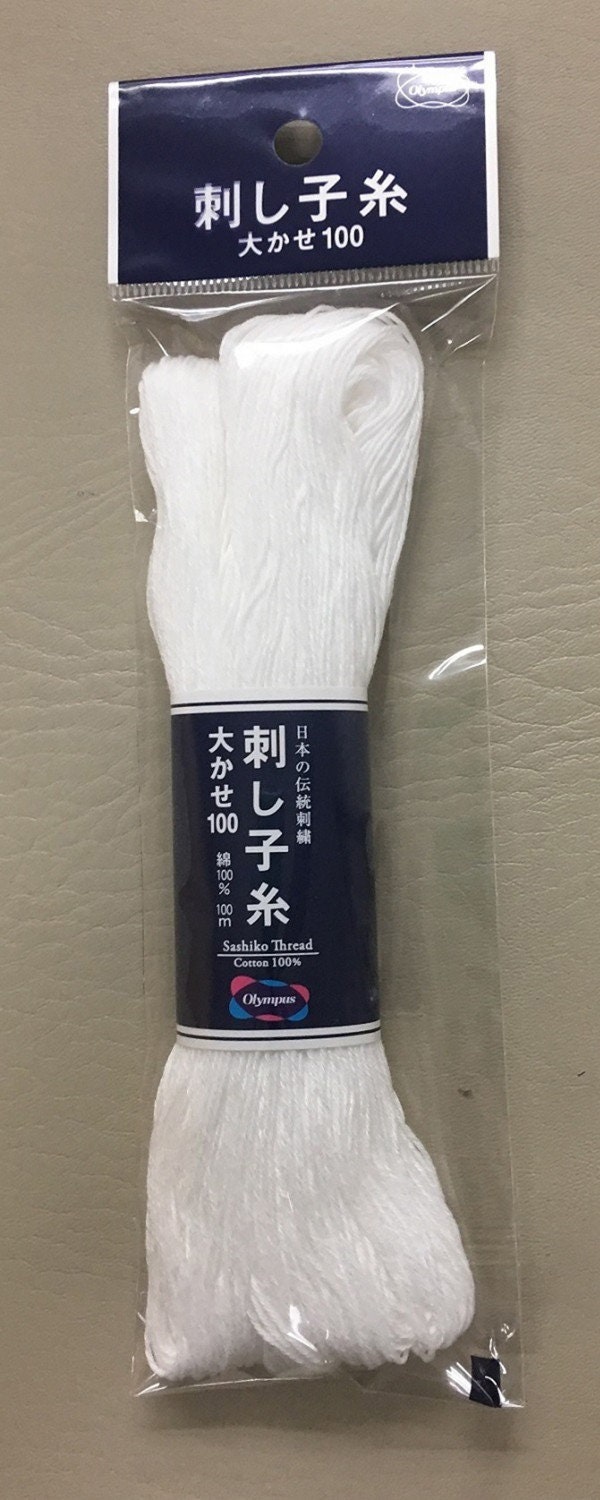 Olympus
刺し子糸
大かせ100
日本の伝統刺繍
刺し子糸
大かせ100
綿100% 100m
Sashiko Thread
Cotton 100%
Olympus